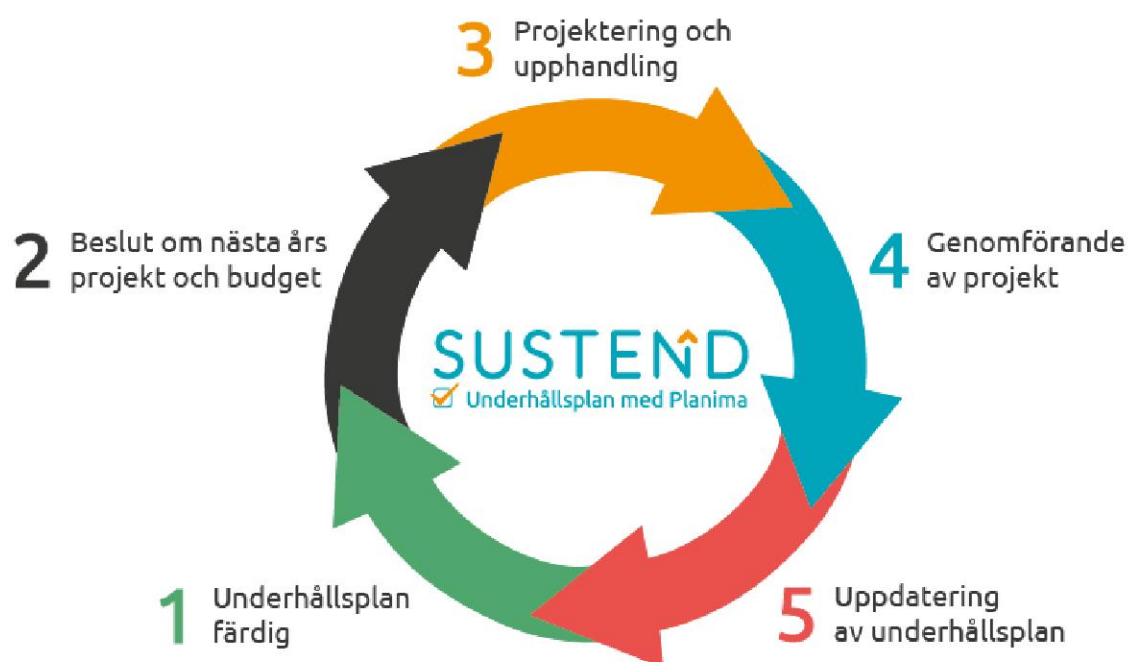 3 Projektering och
upphandling
2 Beslut om nästa års
projekt och budget
4 Genomförande
av projekt
SUSTEND
Underhållsplan med Planima
1 Underhållsplan
färdig
5 Uppdatering
av underhållsplan